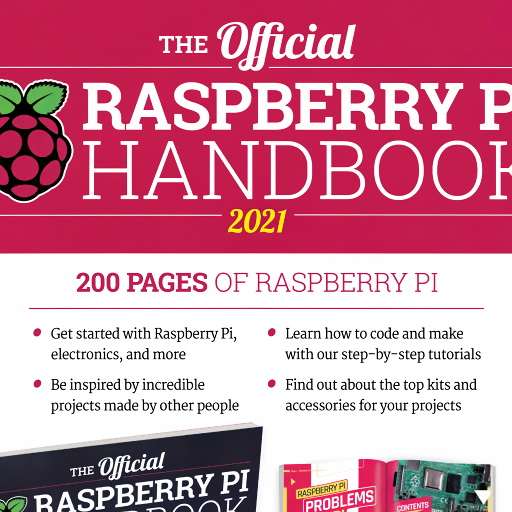 THE Official
RASPBERRY P
HANDBOOK
2021
200 PAGES OF RASPBERRY PI
Get started with Raspberry Pi,
electronics, and more
Be inspired by incredible
projects made by other people
Learn how to code and make
with our step-by-step tutorials
Find out about the top kits and
accessories for your projects
THE Official
RASPBERRY PI
HANDBOOK
RASPBERRY PI
PROBLEMS
CONTENTS